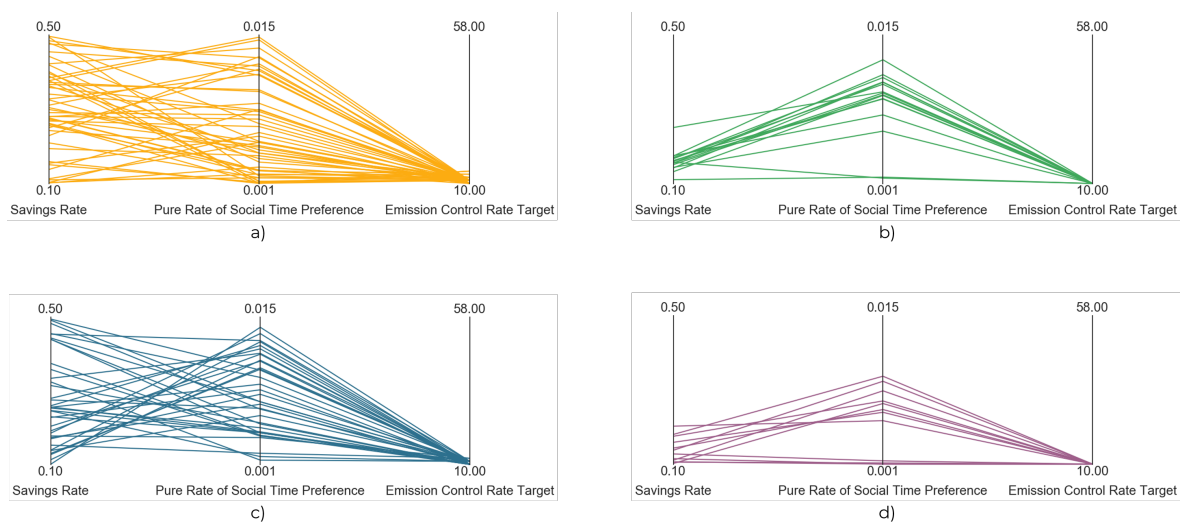 0.50 0.015 58.00
0.10 0.001 10.00
Savings Rate Pure Rate of Social Time Preference Emission Control Rate Target
a)
0.50 0.015 58.00
0.10 0.001 10.00
Savings Rate Pure Rate of Social Time Preference Emission Control Rate Target
b)
0.50 0.015 58.00
0.10 0.001 10.00
Savings Rate Pure Rate of Social Time Preference Emission Control Rate Target
c)
0.50 0.015 58.00
0.10 0.001 10.00
Savings Rate Pure Rate of Social Time Preference Emission Control Rate Target
d)